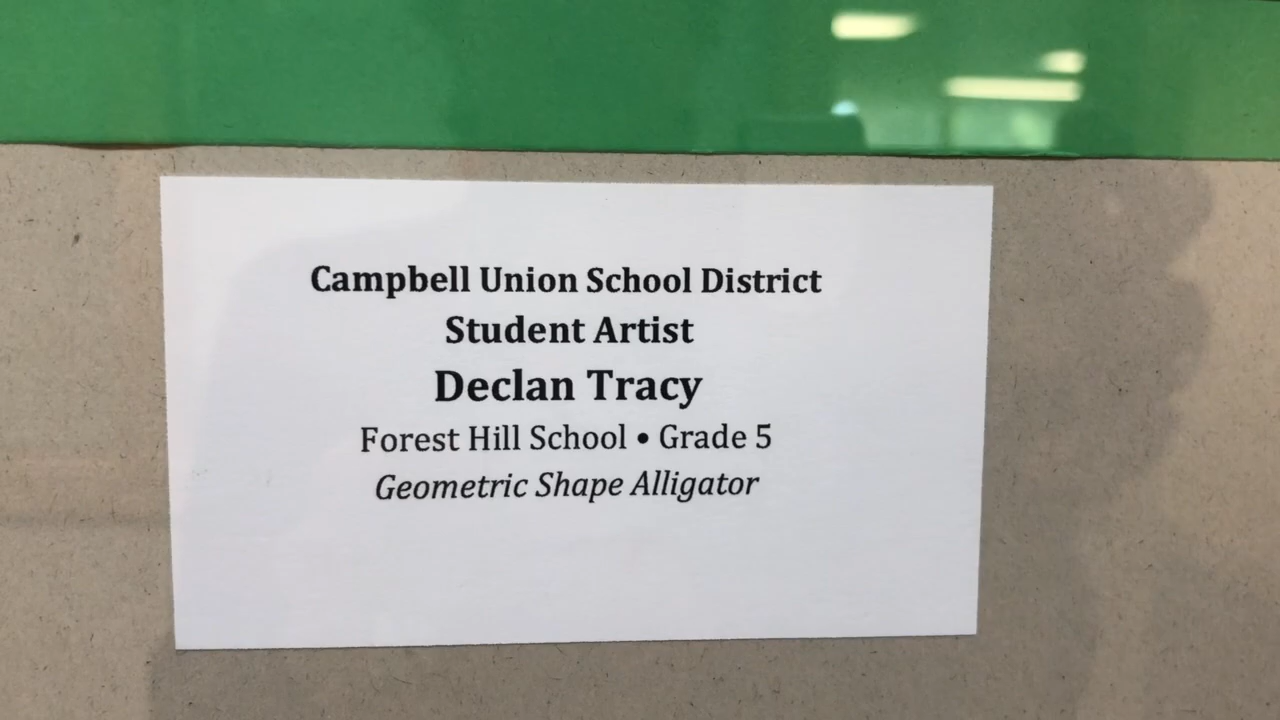 Campbell Union School District
Student Artist
Declan Tracy
Forest Hill School • Grade 5
Geometric Shape Alligator